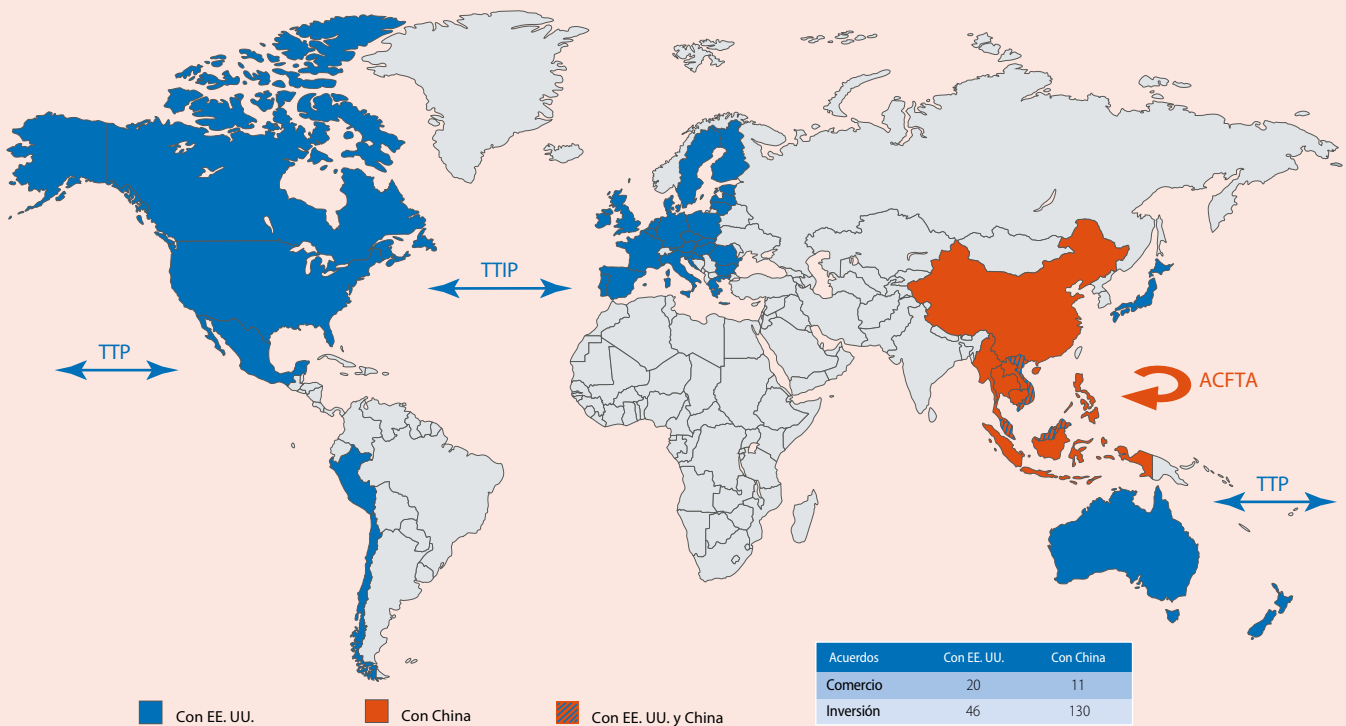 TTIP
TTP
ACFTA
TTP
Acuerdos Con EE. UU. Con China
Comercio 20 11
Inversión 46 130
Con EE. UU. Con China Con EE. UU. y China